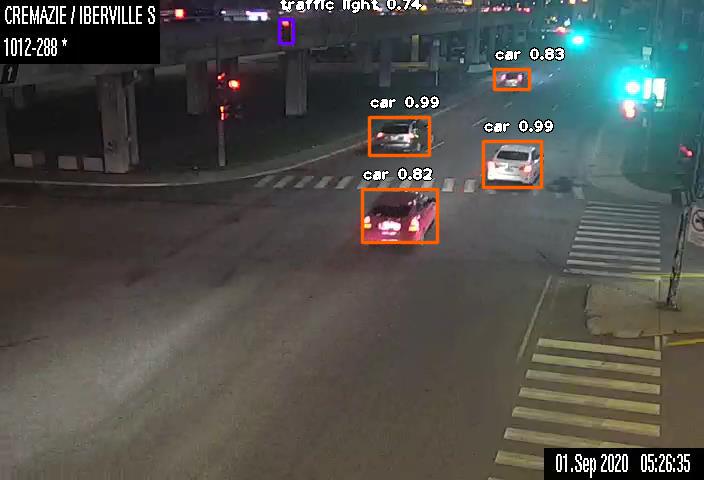 CREMAZIE / IBERVILLE S
1012-288 *
traffic light 0.74
car 0.83
car 0.99
car 0.99
car 0.82
01.Sep 2020 05:26:35